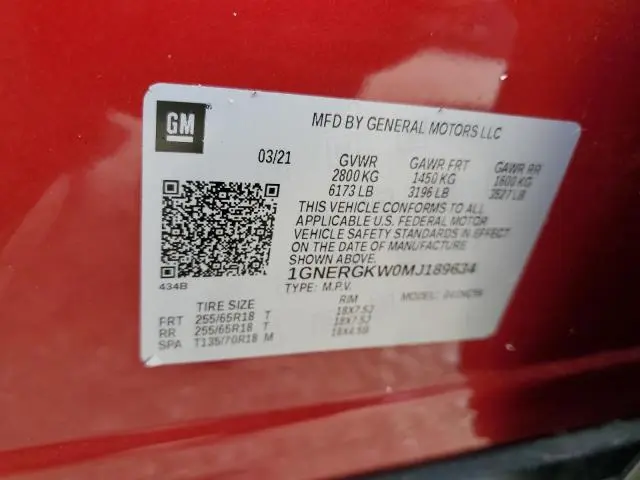 GM
MFD BY GENERAL MOTORS LLC
03/21 GVWR GAWR FRT GAWR RR
2800 KG 1450 KG 1600 KG
6173 LB 3196 LB 3527 LB
THIS VEHICLE CONFORMS TO ALL
APPLICABLE U.S. FEDERAL MOTOR
VEHICLE SAFETY STANDARDS IN EFFECT
ON THE DATE OF MANUFACTURE
SHOWN ABOVE.
1GNERGKW0MJ189634
434B
TYPE: M.P.V. MODEL:
TIRE SIZE RIM
FRT 255/65R18 T 18X7.5J
RR 255/65R18 T 18X7.5J
SPA T135/70R18 M 18X4.5B